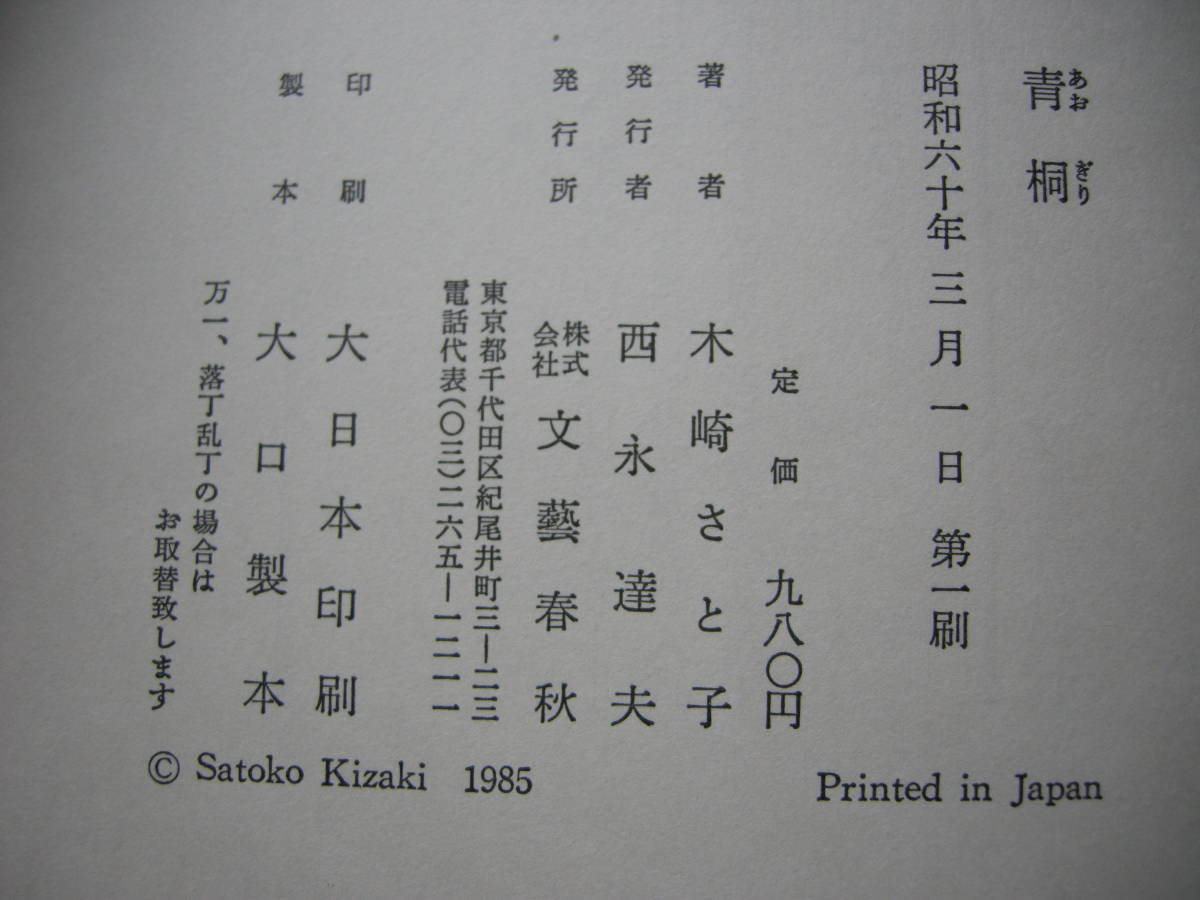 青桐
あおぎり
昭和六十年三月一日 第一刷
定価 九八〇円
著者 木崎さと子
発行者 西永達夫
発行所 株式会社 文藝春秋
東京都千代田区紀尾井町三―二三
電話代表(〇三)二六五―一二一一
印刷 大日本印刷
製本 大口製本
万一、落丁乱丁の場合は
お取替致します
© Satoko Kizaki 1985
Printed in Japan